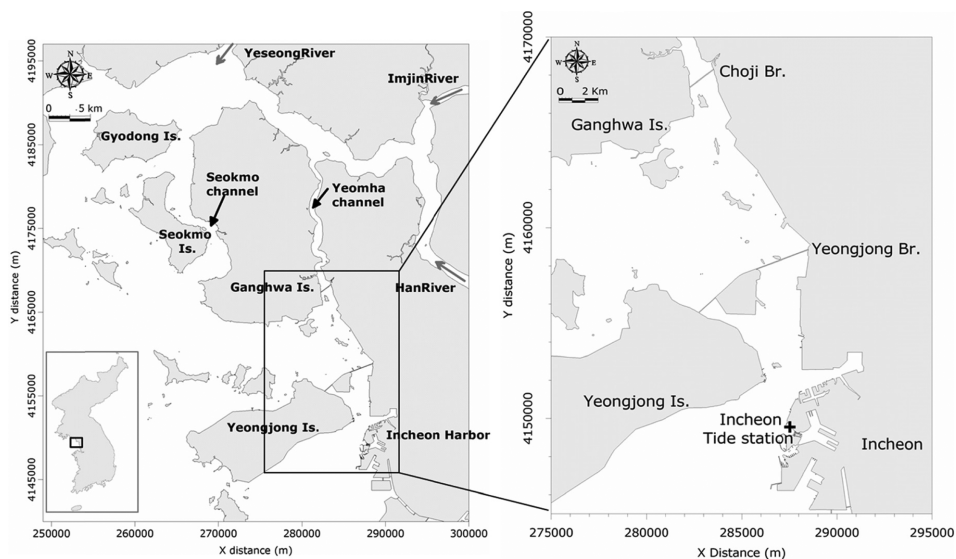 YeseongRiver
ImjinRiver
N
W
E
S
0 5 Km
Gyodong Is.
Seokmo
channel
Yeomha
channel
Seokmo
Is.
Ganghwa Is.
HanRiver
Yeongjong Is.
Incheon Harbor
4195000
4185000
4175000
4165000
4155000
4145000
Y distance (m)
250000 260000 270000 280000 290000 300000
X distance (m)
N
W
E
S
0 2 Km
Choji Br.
Ganghwa Is.
Yeongjong Br.
Yeongjong Is.
Incheon
Tide station
Incheon
4170000
4160000
4150000
Y distance (m)
275000 280000 285000 290000 295000
X Distance (m)